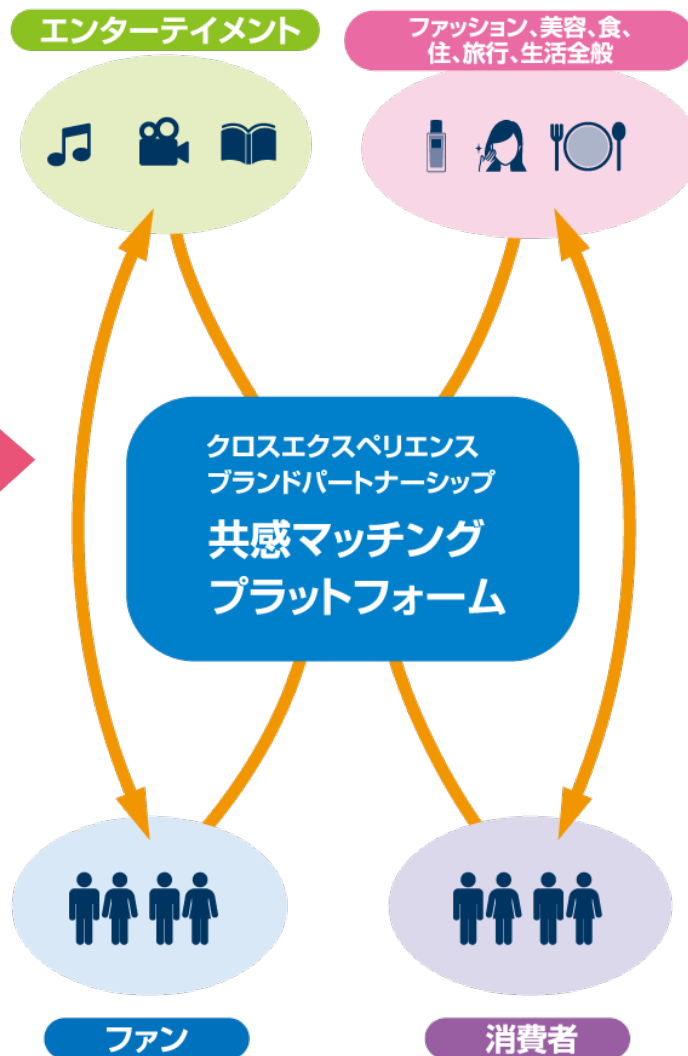 エンターテイメント
ファッション、美容、食、
住、旅行、生活全般
クロスエクスペリエンス
ブランドパートナーシップ
共感マッチング
プラットフォーム
ファン
消費者